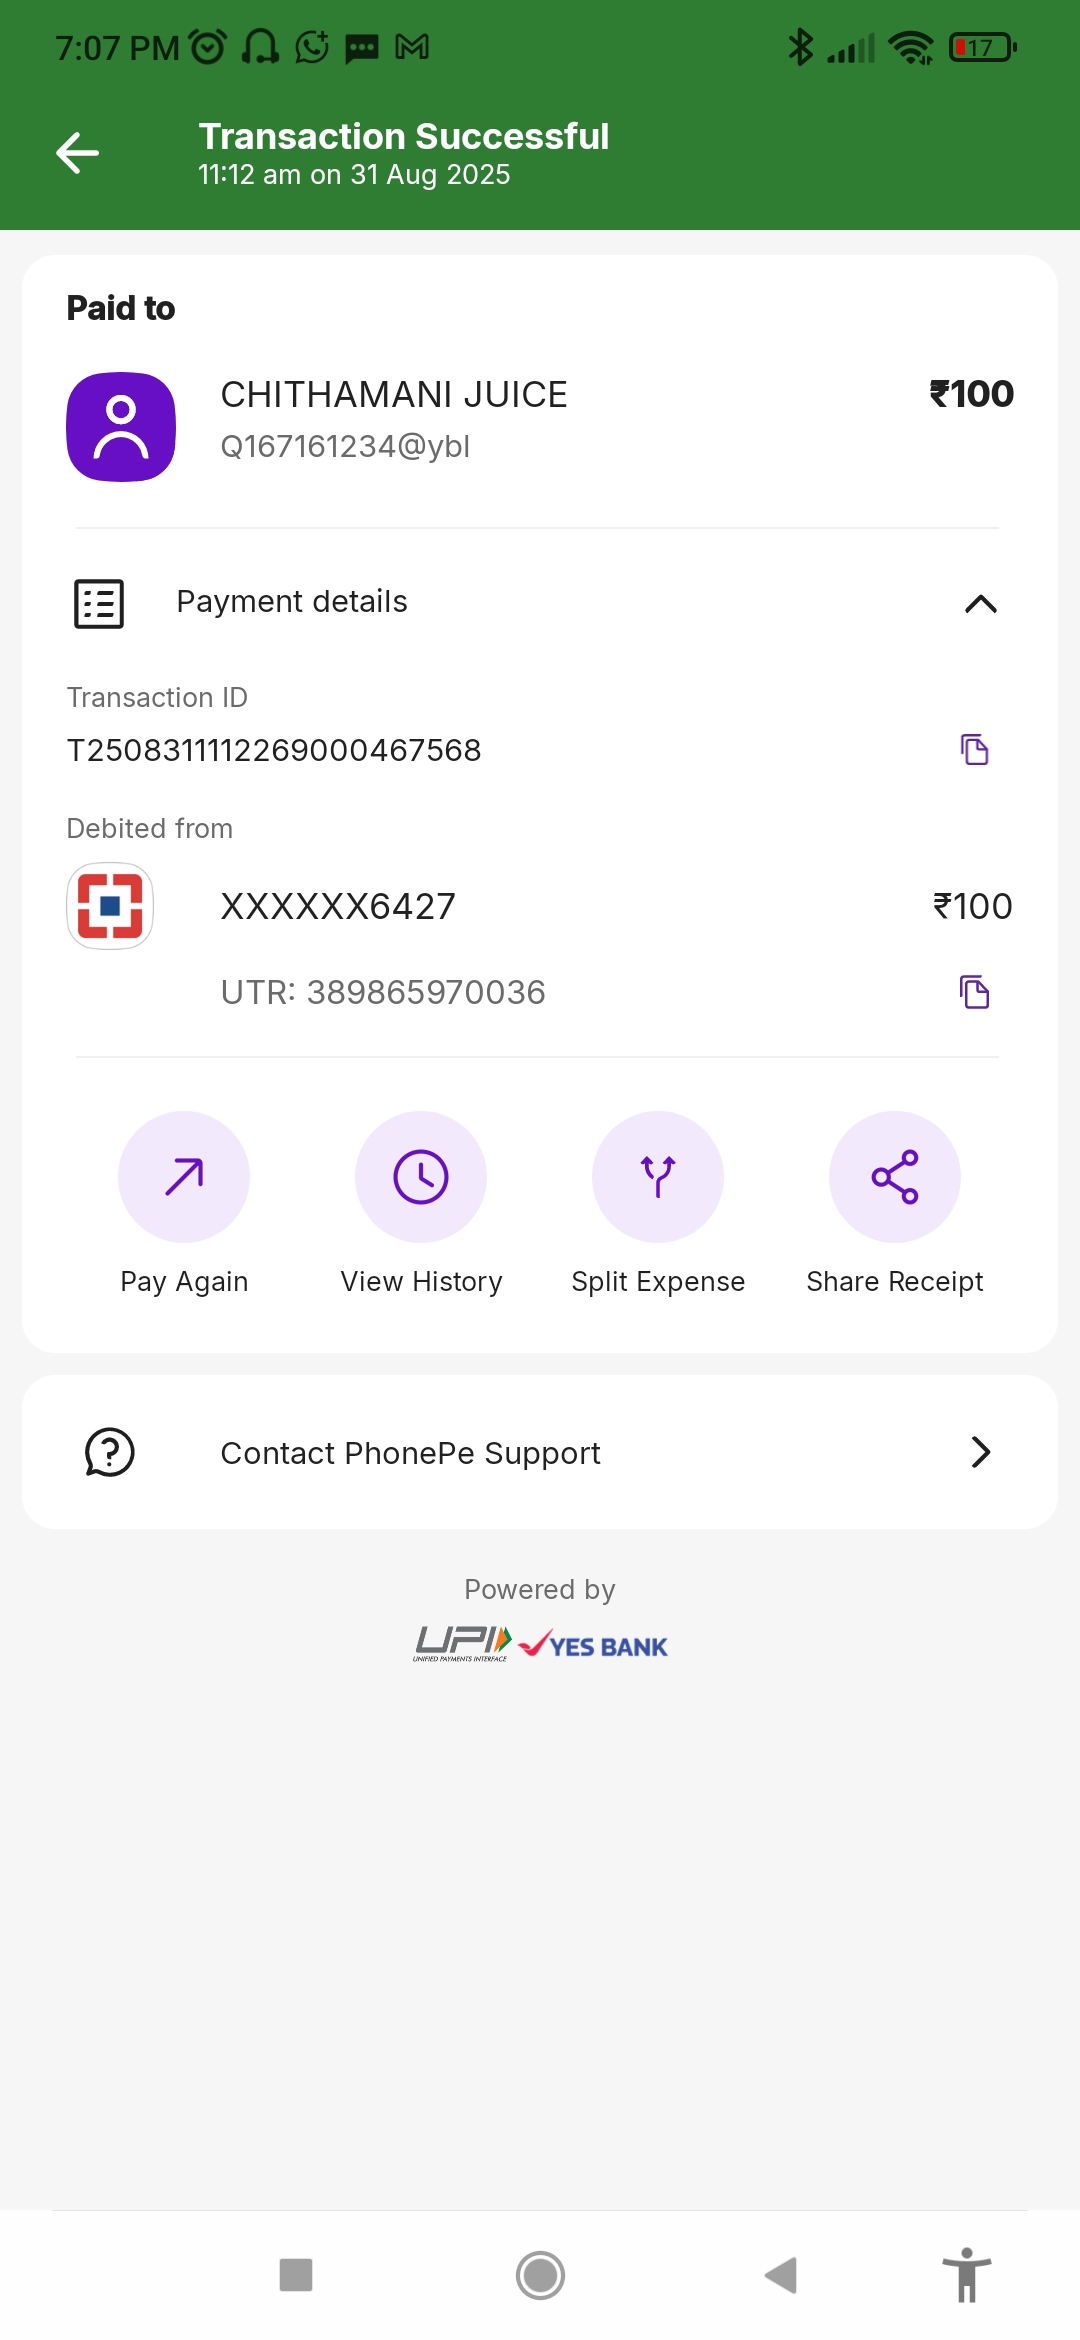 7:07 PM
17
Transaction Successful
11:12 am on 31 Aug 2025
Paid to
CHITHAMANI JUICE
₹100
Q167161234@ybl
Payment details
Transaction ID
T2508311112269000467568
Debited from
XXXXXX6427
₹100
UTR: 389865970036
Pay Again
View History
Split Expense
Share Receipt
Contact PhonePe Support
Powered by
UPI
UNIFIED PAYMENTS INTERFACE
YES BANK